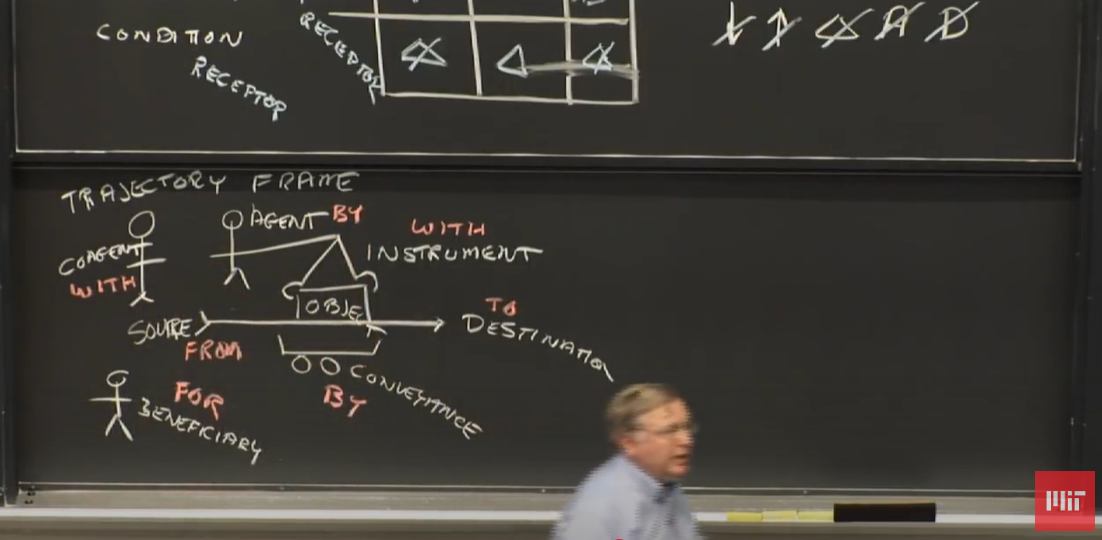 CONDITION
RECEPTOR
RECEPTOR
TRAJECTORY FRAME
AGENT BY
WITH
COAGENT
INSTRUMENT
WITH
OBJE
TO
SOURCE
DESTINATION
FROM
FOR
CONVEYANCE
BY
BENEFICIARY
MIT